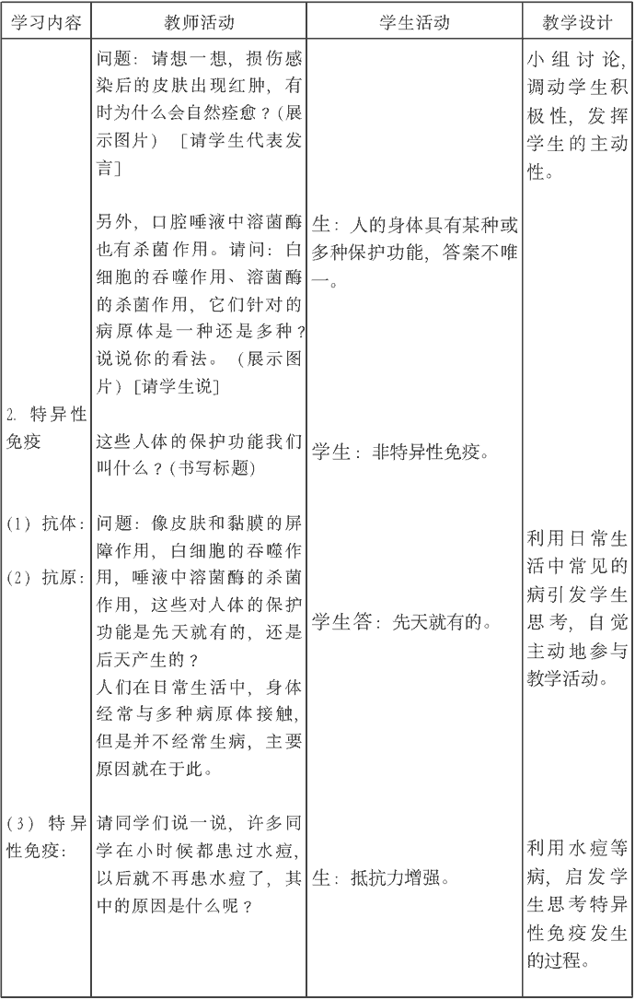 学习内容
教师活动
学生活动
教学设计
2. 特异性
免疫
(1) 抗体:
(2) 抗原:
(3) 特异
性免疫:
问题: 请想一想, 损伤感
染后的皮肤出现红肿, 有
时为什么会自然痊愈? (展
示图片) [请学生代表发
言]
另外, 口腔唾液中溶菌酶
也有杀菌作用。请问: 白
细胞的吞噬作用、溶菌酶
的杀菌作用, 它们针对的
病原体是一种还是多种?
说说你的看法。(展示图
片) [请学生说]
这些人体的保护功能我们
叫什么? (书写标题)
问题: 像皮肤和黏膜的屏
障作用, 白细胞的吞噬作
用, 唾液中溶菌酶的杀菌
作用, 这些对人体的保护
功能是先天就有的, 还是
后天产生的?
人们在日常生活中, 身体
经常与多种病原体接触,
但是并不经常生病, 主要
原因就在于此。
请同学们说一说, 许多同
学在小时候都患过水痘,
以后就不再患水痘了, 其
中的原因是什么呢?
生: 人的身体具有某种或
多种保护功能, 答案不唯
一。
学生: 非特异性免疫。
学生答: 先天就有的。
生: 抵抗力增强。
小组讨论,
调动学生积
极性, 发挥
学生的主动
性。
利用日常生
活中常见的
病引发学生
思考, 自觉
主动地参与
教学活动。
利用水痘等
病, 启发学
生思考特异
性免疫发生
的过程。